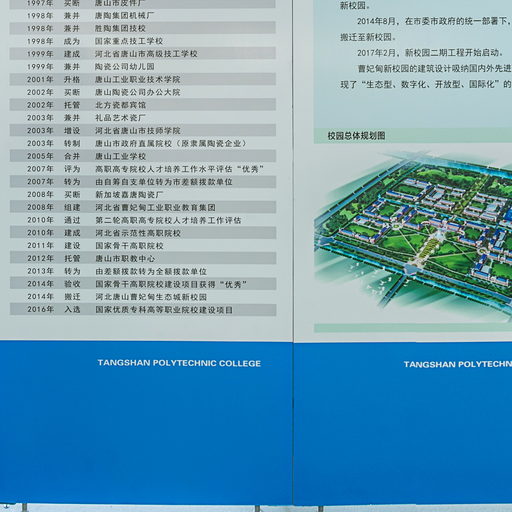 1997年 买断 唐山市皮件厂
1998年 兼并 唐陶集团机械厂
1998年 兼并 胜陶集团技校
1998年 成为 国家重点技工学校
1999年 建成 河北省唐山市高级技工学校
1999年 兼并 陶瓷公司幼儿园
2001年 升格 唐山工业职业技术学院
2002年 买断 唐山陶瓷公司办公大院
2002年 托管 北方瓷都宾馆
2003年 兼并 礼品艺术瓷厂
2003年 增设 河北省唐山市技师学院
2003年 转制 唐山市政府直属院校（原隶属陶瓷企业）
2005年 合并 唐山工业学校
2007年 评为 高职高专院校人才培养工作水平评估“优秀”
2007年 转为 由自筹自支单位转为市差额拨款单位
2008年 买断 新加坡嘉唐陶瓷厂
2008年 组建 河北省曹妃甸工业职业教育集团
2010年 通过 第二轮高职高专院校人才培养工作评估
2010年 建成 河北省示范性高职院校
2011年 建设 国家骨干高职院校
2012年 托管 唐山市职教中心
2013年 转为 由差额拨款转为全额拨款单位
2014年 验收 国家骨干高职院校建设项目获得“优秀”
2014年 搬迁 河北唐山曹妃甸生态城新校园
2016年 入选 国家优质专科高等职业院校建设项目
TANGSHAN POLYTECHNIC COLLEGE
新校园。
2014年8月，在市委市政府的统一部署下，
搬迁至新校园。
2017年2月，新校园二期工程开始启动。
曹妃甸新校园的建筑设计吸纳国内外先进
现了“生态型、数字化、开放型、国际化”的
校园总体规划图
TANGSHAN POLYTECHN